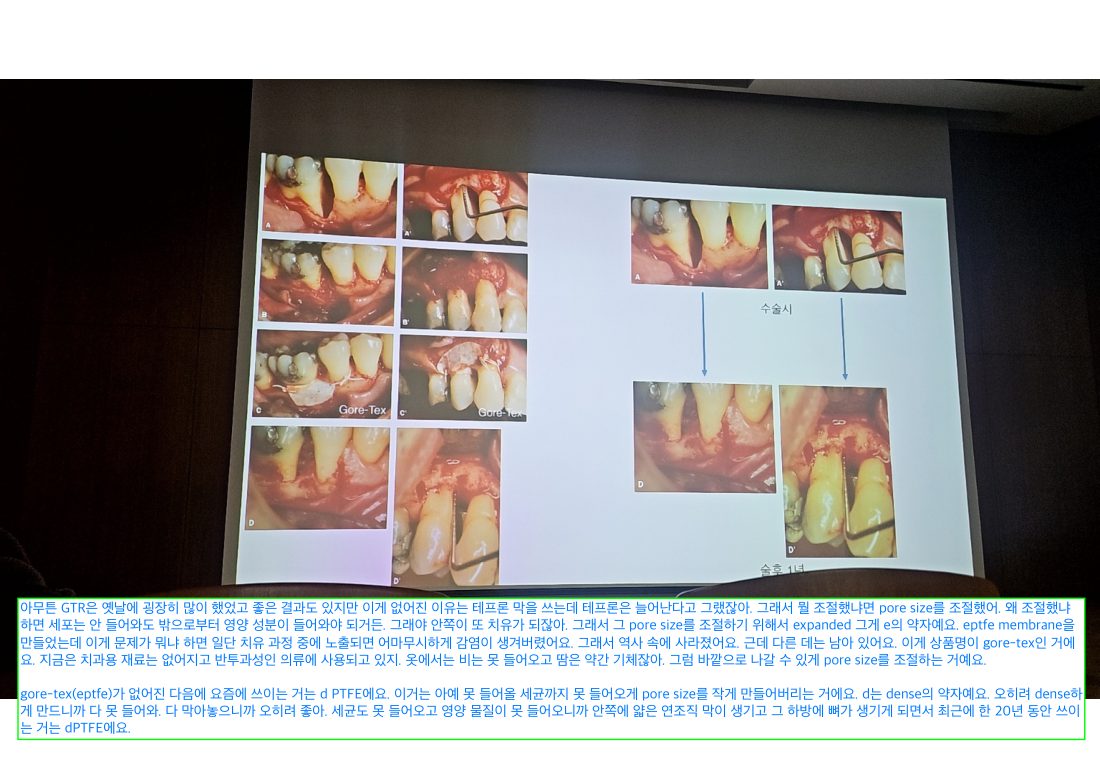 A
A'
B
B'
C
Gore-Tex
C'
Gore-Tex
D
D'
A
A'
수술시
D
D'
술후 1년
아무튼 GTR은 옛날에 굉장히 많이 했었고 좋은 결과도 있지만 이게 없어진 이유는 테프론 막을 쓰는데 테프론은 늘어난다고 그랬잖아. 그래서 뭘 조절했냐면 pore size를 조절했어. 왜 조절했냐
하면 세포는 안 들어와도 밖으로부터 영양 성분이 들어와야 되거든. 그래야 안쪽이 또 치유가 되잖아. 그래서 그 pore size를 조절하기 위해서 expanded 그게 e의 약자예요. eptfe membrane을
만들었는데 이게 문제가 뭐냐 하면 일단 치유 과정 중에 노출되면 어마무시하게 감염이 생겨버렸어요. 그래서 역사 속에 사라졌어요. 근데 다른 데는 남아 있어요. 이게 상품명이 gore-tex인 거에
요. 지금은 치과용 재료는 없어지고 반투과성인 의류에 사용되고 있지. 옷에서는 비는 못 들어오고 땀은 약간 기체잖아. 그럼 바깥으로 나갈 수 있게 pore size를 조절하는 거예요.
gore-tex(eptfe)가 없어진 다음에 요즘에 쓰이는 거는 d PTFE에요. 이거는 아예 못 들어올 세균까지 못 들어오게 pore size를 작게 만들어버리는 거에요. d는 dense의 약자예요. 오히려 dense하
게 만드니까 다 못 들어와. 다 막아놓으니까 오히려 좋아. 세균도 못 들어오고 영양 물질이 못 들어오니까 안쪽에 얇은 연조직 막이 생기고 그 하방에 뼈가 생기게 되면서 최근에 한 20년 동안 쓰이
는 거는 dPTFE에요.